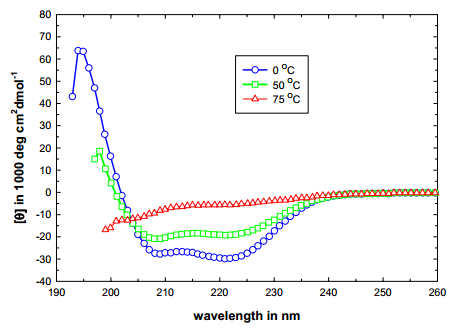 80
70
60
50
40
30
20
10
0
-10
-20
-30
-40
190 200 210 220 230 240 250 260
[θ] in 1000 deg cm²dmol⁻¹
wavelength in nm
0 °C
50 °C
75 °C